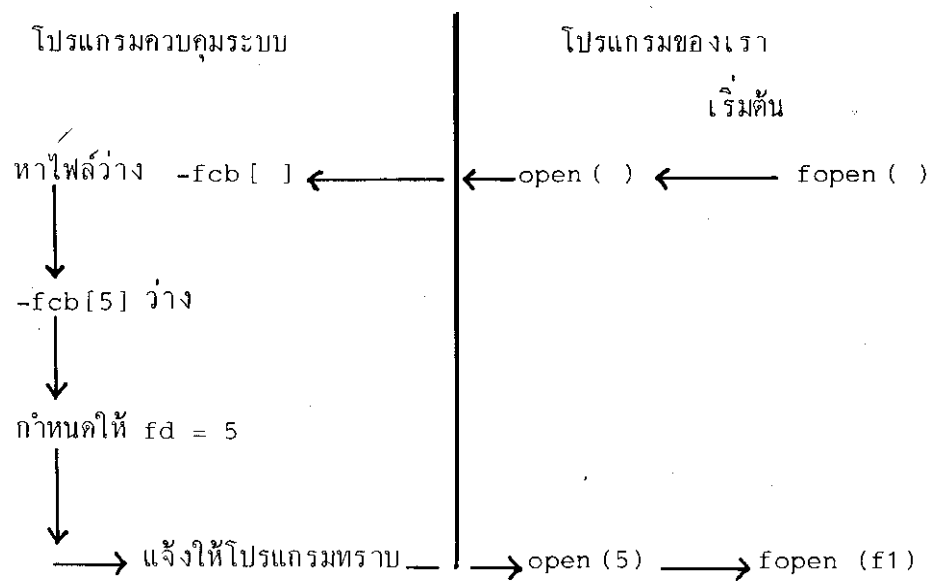 โปรแกรมควบคุมระบบ โปรแกรมของเรา
เริ่มต้น
หาไฟล์ว่าง -fcb [ ] open ( ) fopen ( )
-fcb[5] ว่าง
กำหนดให้ fd = 5
แจ้งให้โปรแกรมทราบ open (5) fopen (f1)